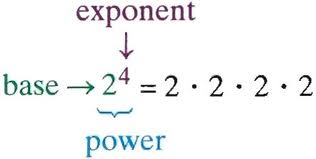 exponent
base → 2⁴ = 2 · 2 · 2 · 2
power